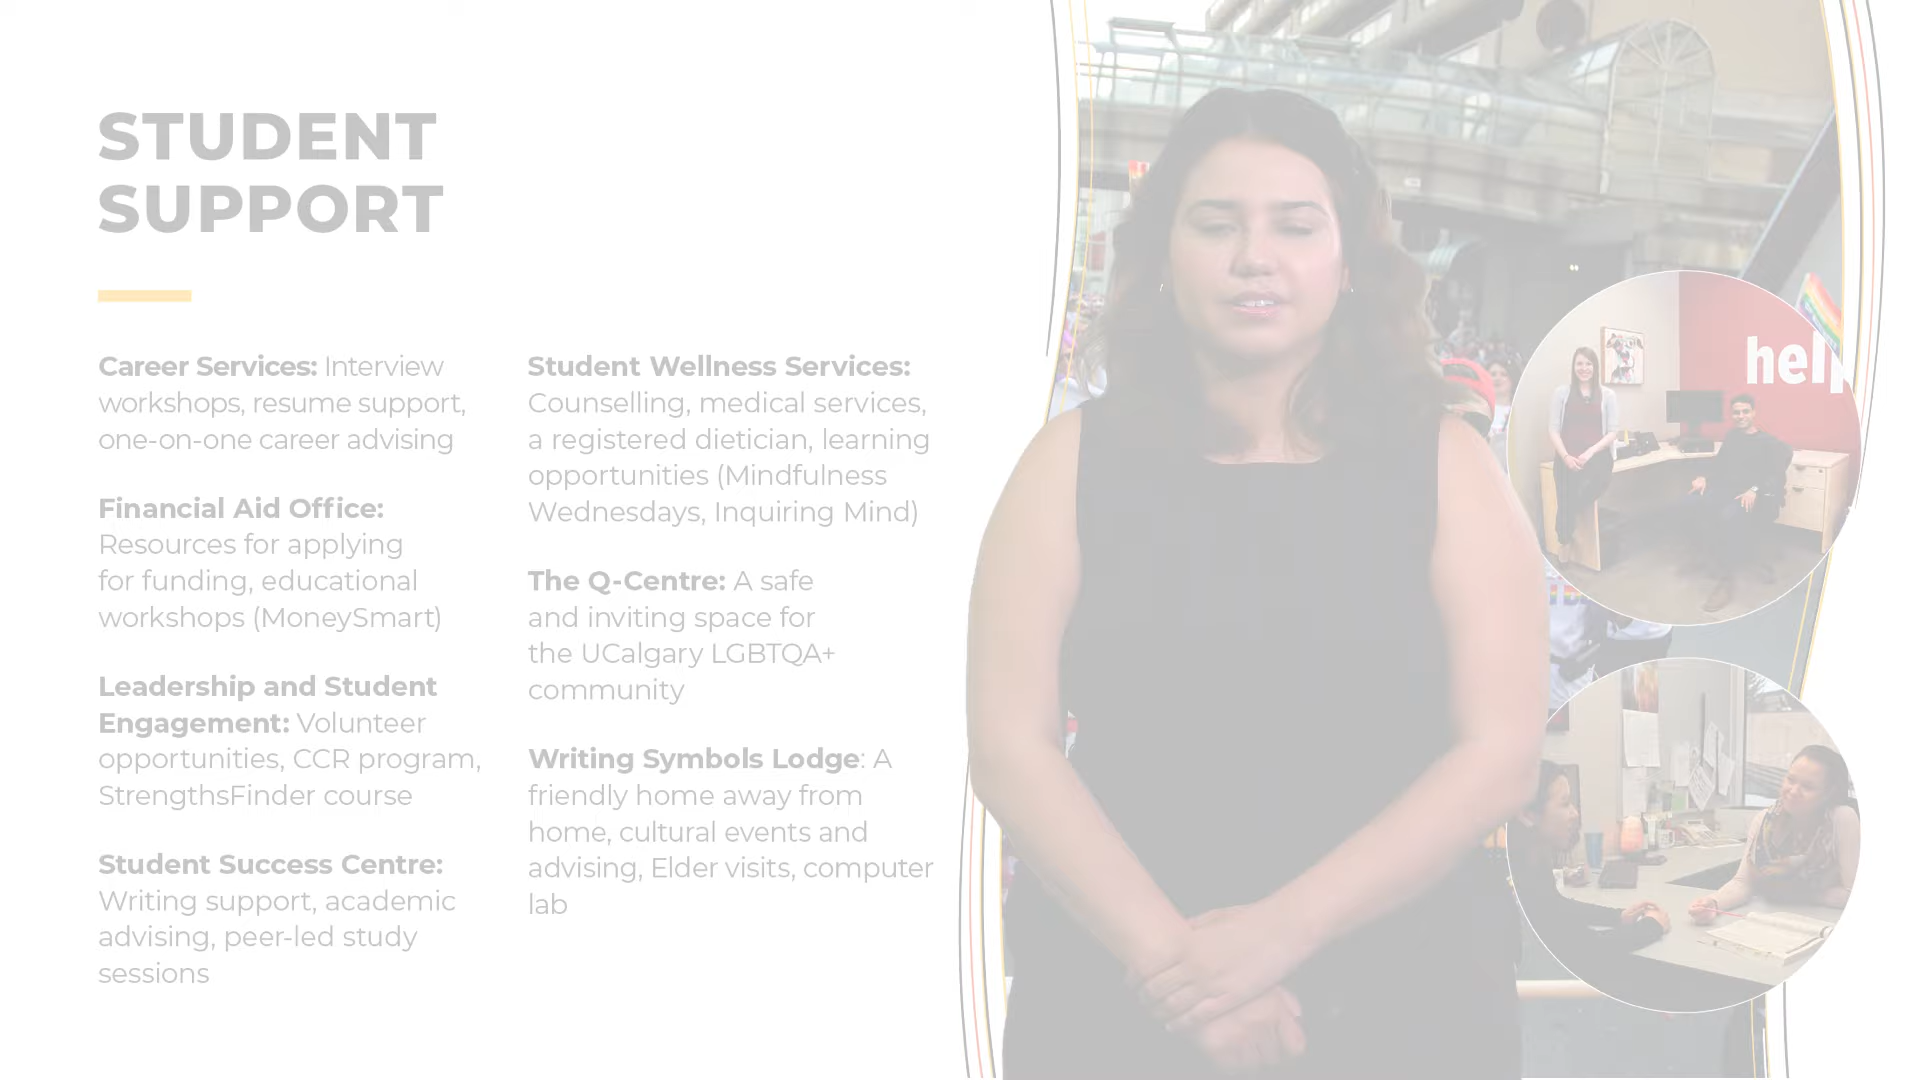 STUDENT
SUPPORT
Career Services: Interview
workshops, resume support,
one-on-one career advising
Financial Aid Office:
Resources for applying
for funding, educational
workshops (MoneySmart)
Leadership and Student
Engagement: Volunteer
opportunities, CCR program,
StrengthsFinder course
Student Success Centre:
Writing support, academic
advising, peer-led study
sessions
Student Wellness Services:
Counselling, medical services,
a registered dietician, learning
opportunities (Mindfulness
Wednesdays, Inquiring Mind)
The Q-Centre: A safe
and inviting space for
the UCalgary LGBTQA+
community
Writing Symbols Lodge: A
friendly home away from
home, cultural events and
advising, Elder visits, computer
lab
help